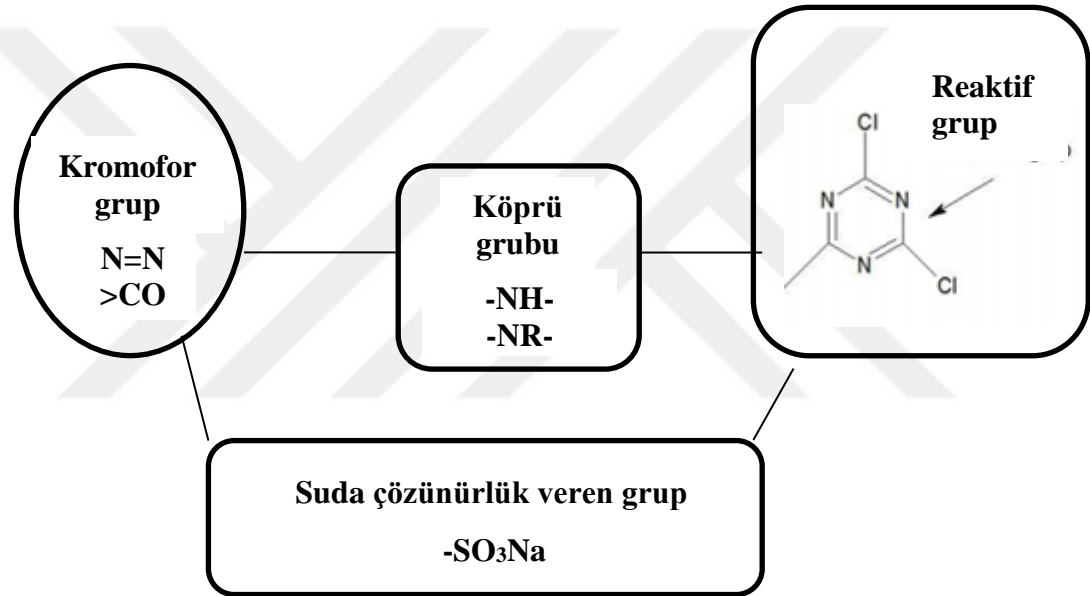 Kromofor
grup
N=N
>CO
Köprü
grubu
-NH-
-NR-
Reaktif
grup
Cl
N
N
N
Cl
Suda çözünürlük veren grup
-SO₃Na